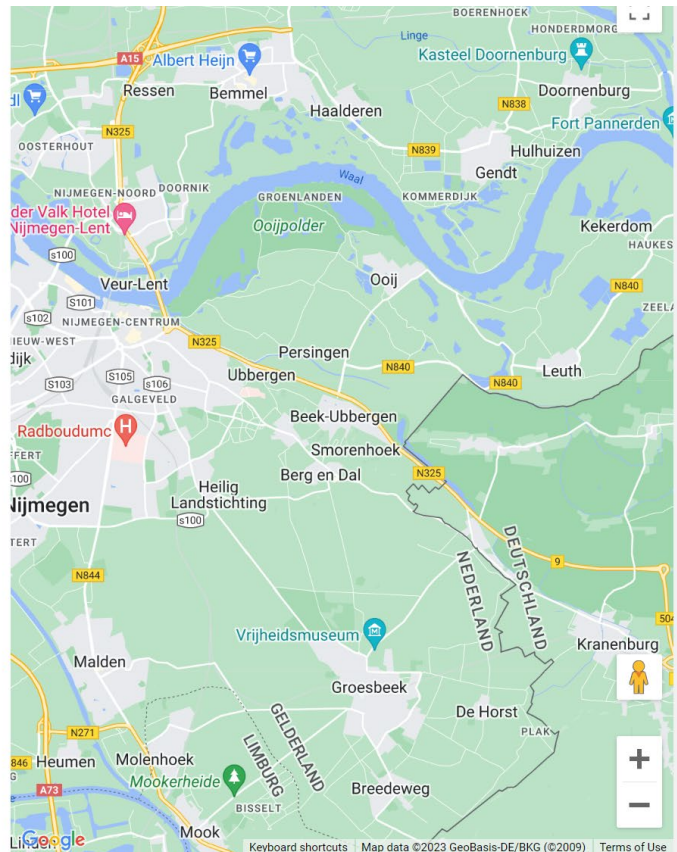 BOERENHOEK
HONDERDMORG
Linge
A15
Albert Heijn
Kasteel Doornenburg
Ressen
Bemmel
Doornenburg
dl
Haalderen
N838
Fort Pannerden
N325
OOSTERHOUT
N839
Hulhuizen
Gendt
Waal
NIJMEGEN-NOORD
DOORNIK
GROENLANDEN
KOMMERDIJK
der Valk Hotel
Nijmegen-Lent
Ooijpolder
Kekerdom
HAUKES
s100
Veur-Lent
Ooij
N840
S101
s102
ZEELA
NIJMEGEN-CENTRUM
IEUW-WEST
N325
dijk
Persingen
N840
Leuth
S103
S105
s106
Ubbergen
N840
GALGEVELD
Beek-Ubbergen
Radboudumc
H
FFERT
Smorenhoek
s100
Berg en Dal
N325
Heilig
Landstichting
Nijmegen
s100
TERT
NEDERLAND
DEUTSCHLAND
9
N844
504
Vrijheidsmuseum
Kranenburg
Malden
Groesbeek
De Horst
GELDERLAND
LIMBURG
PLAK
N271
846
Heumen
Molenhoek
Mookerheide
A73
BISSELT
Breedeweg
Mook
Linden
Google
Keyboard shortcuts
Map data ©2023 GeoBasis-DE/BKG (©2009)
Terms of Use